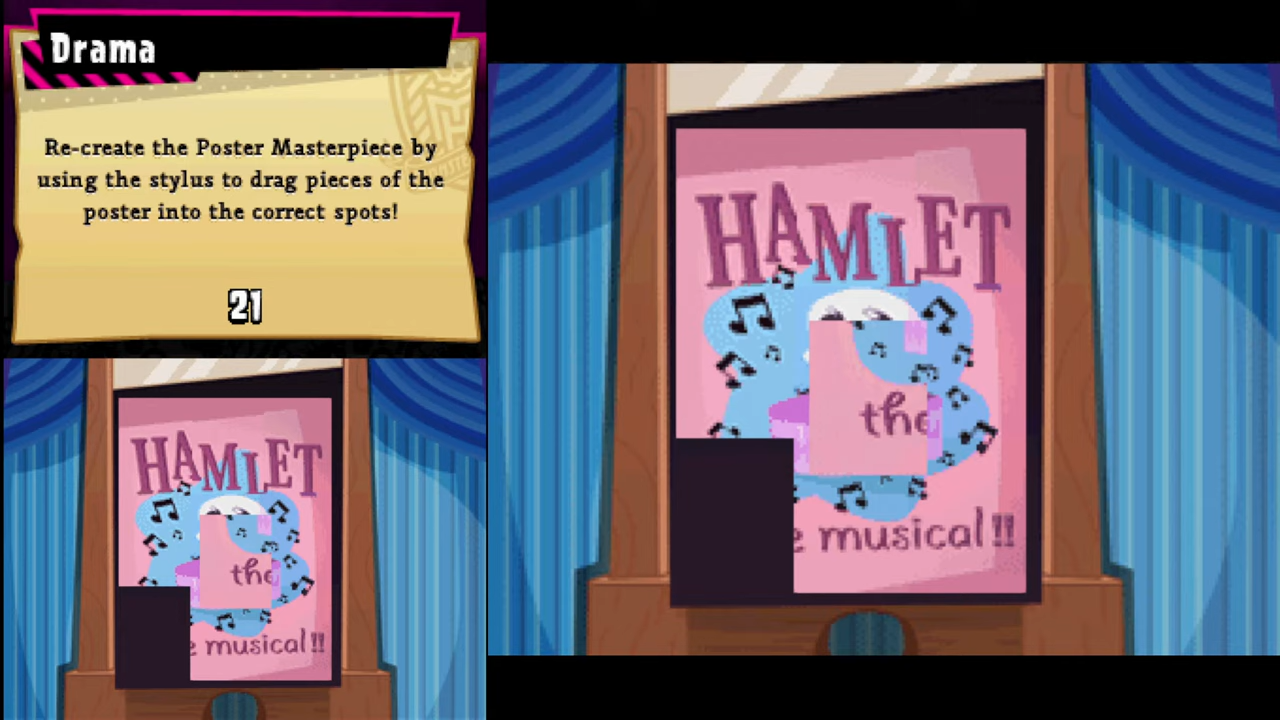 Drama
Re-create the Poster Masterpiece by
using the stylus to drag pieces of the
poster into the correct spots!
21
HAMLET
the
e musical!!
HAMLET
the
e musical!!